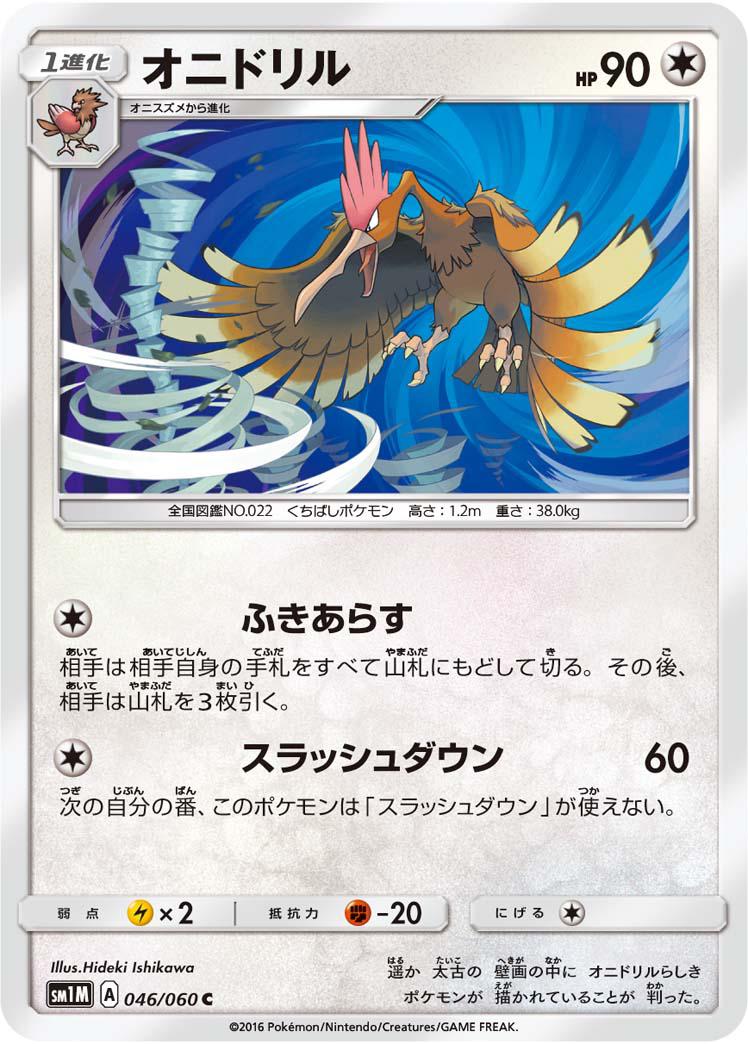 1進化
オニドリル
HP90
オニスズメから進化
全国図鑑NO.022 くちばしポケモン 高さ：1.2m 重さ：38.0kg
ふきあらす
相手は相手自身の手札をすべて山札にもどして切る。その後、
相手は山札を3枚引く。
スラッシュダウン 60
次の自分の番、このポケモンは「スラッシュダウン」が使えない。
弱点 ×2 抵抗力 -20 にげる
Illus.Hideki Ishikawa
遥か 太古の 壁画の中に オニドリルらしき
ポケモンが 描かれていることが 判った。
SM1M A 046/060 C
©2016 Pokémon/Nintendo/Creatures/GAME FREAK.